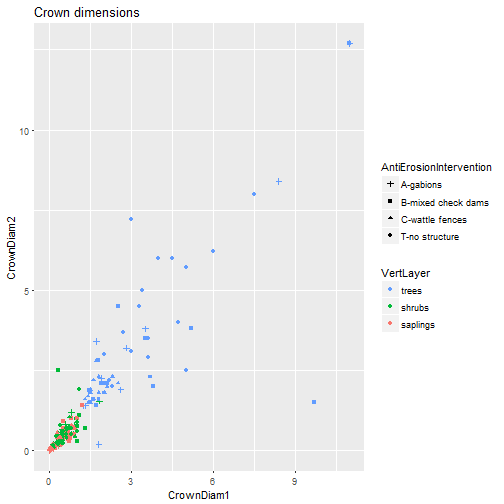 Crown dimensions
10
5
0
CrownDiam2
0
3
6
9
CrownDiam1
AntiErosionIntervention
A-gabions
B-mixed check dams
C-wattle fences
T-no structure
VertLayer
trees
shrubs
saplings